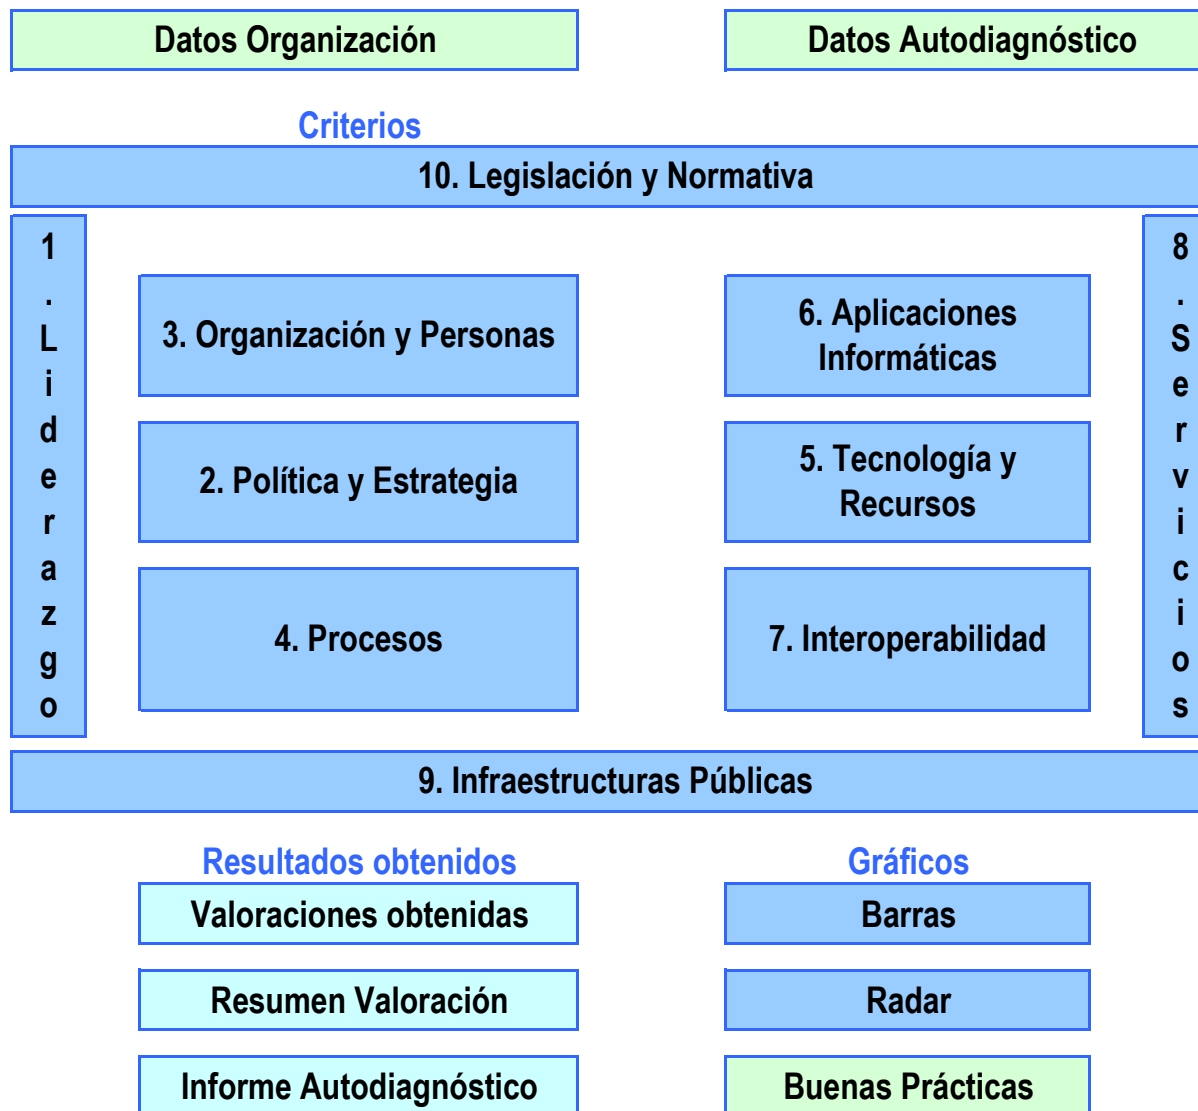 Datos Organización
Datos Autodiagnóstico
Criterios
10. Legislación y Normativa
1. Liderazgo
3. Organización y Personas
6. Aplicaciones
Informáticas
8. Servicios
2. Política y Estrategia
5. Tecnología y
Recursos
4. Procesos
7. Interoperabilidad
9. Infraestructuras Públicas
Resultados obtenidos
Gráficos
Valoraciones obtenidas
Barras
Resumen Valoración
Radar
Informe Autodiagnóstico
Buenas Prácticas